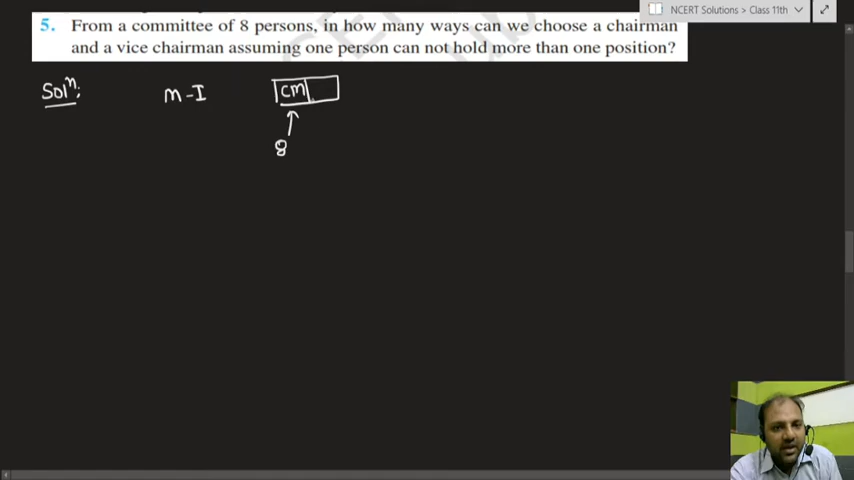 NCERT Solutions > Class 11th
5. From a committee of 8 persons, in how many ways can we choose a chairman
and a vice chairman assuming one person can not hold more than one position?
Solⁿ: m-I cm
8